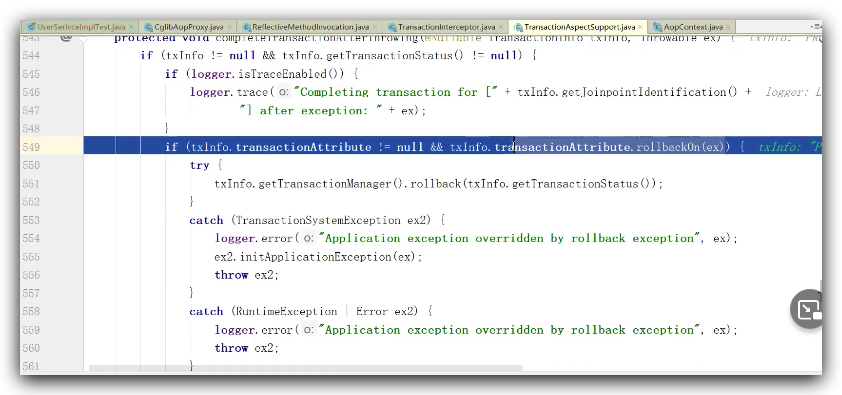 UserSeriveImplTest.java CglibAopProxy.java ReflectiveMethodInvocation.java TransactionInterceptor.java TransactionAspectSupport.java AopContext.java
543 protected void completeTransactionAfterThrowing(@Nullable TransactionInfo txInfo, Throwable ex) { txInfo:
544 if (txInfo != null && txInfo.getTransactionStatus() != null) {
545 if (logger.isTraceEnabled()) {
546 logger.trace( o: "Completing transaction for [" + txInfo.getJoinpointIdentification() + logger: L
547 "] after exception: " + ex);
548 }
549 if (txInfo.transactionAttribute != null && txInfo.transactionAttribute.rollbackOn(ex)) { txInfo: "P
550 try {
551 txInfo.getTransactionManager().rollback(txInfo.getTransactionStatus());
552 }
553 catch (TransactionSystemException ex2) {
554 logger.error( o: "Application exception overridden by rollback exception", ex);
555 ex2.initApplicationException(ex);
556 throw ex2;
557 }
558 catch (RuntimeException | Error ex2) {
559 logger.error( o: "Application exception overridden by rollback exception", ex);
560 throw ex2;
561 }